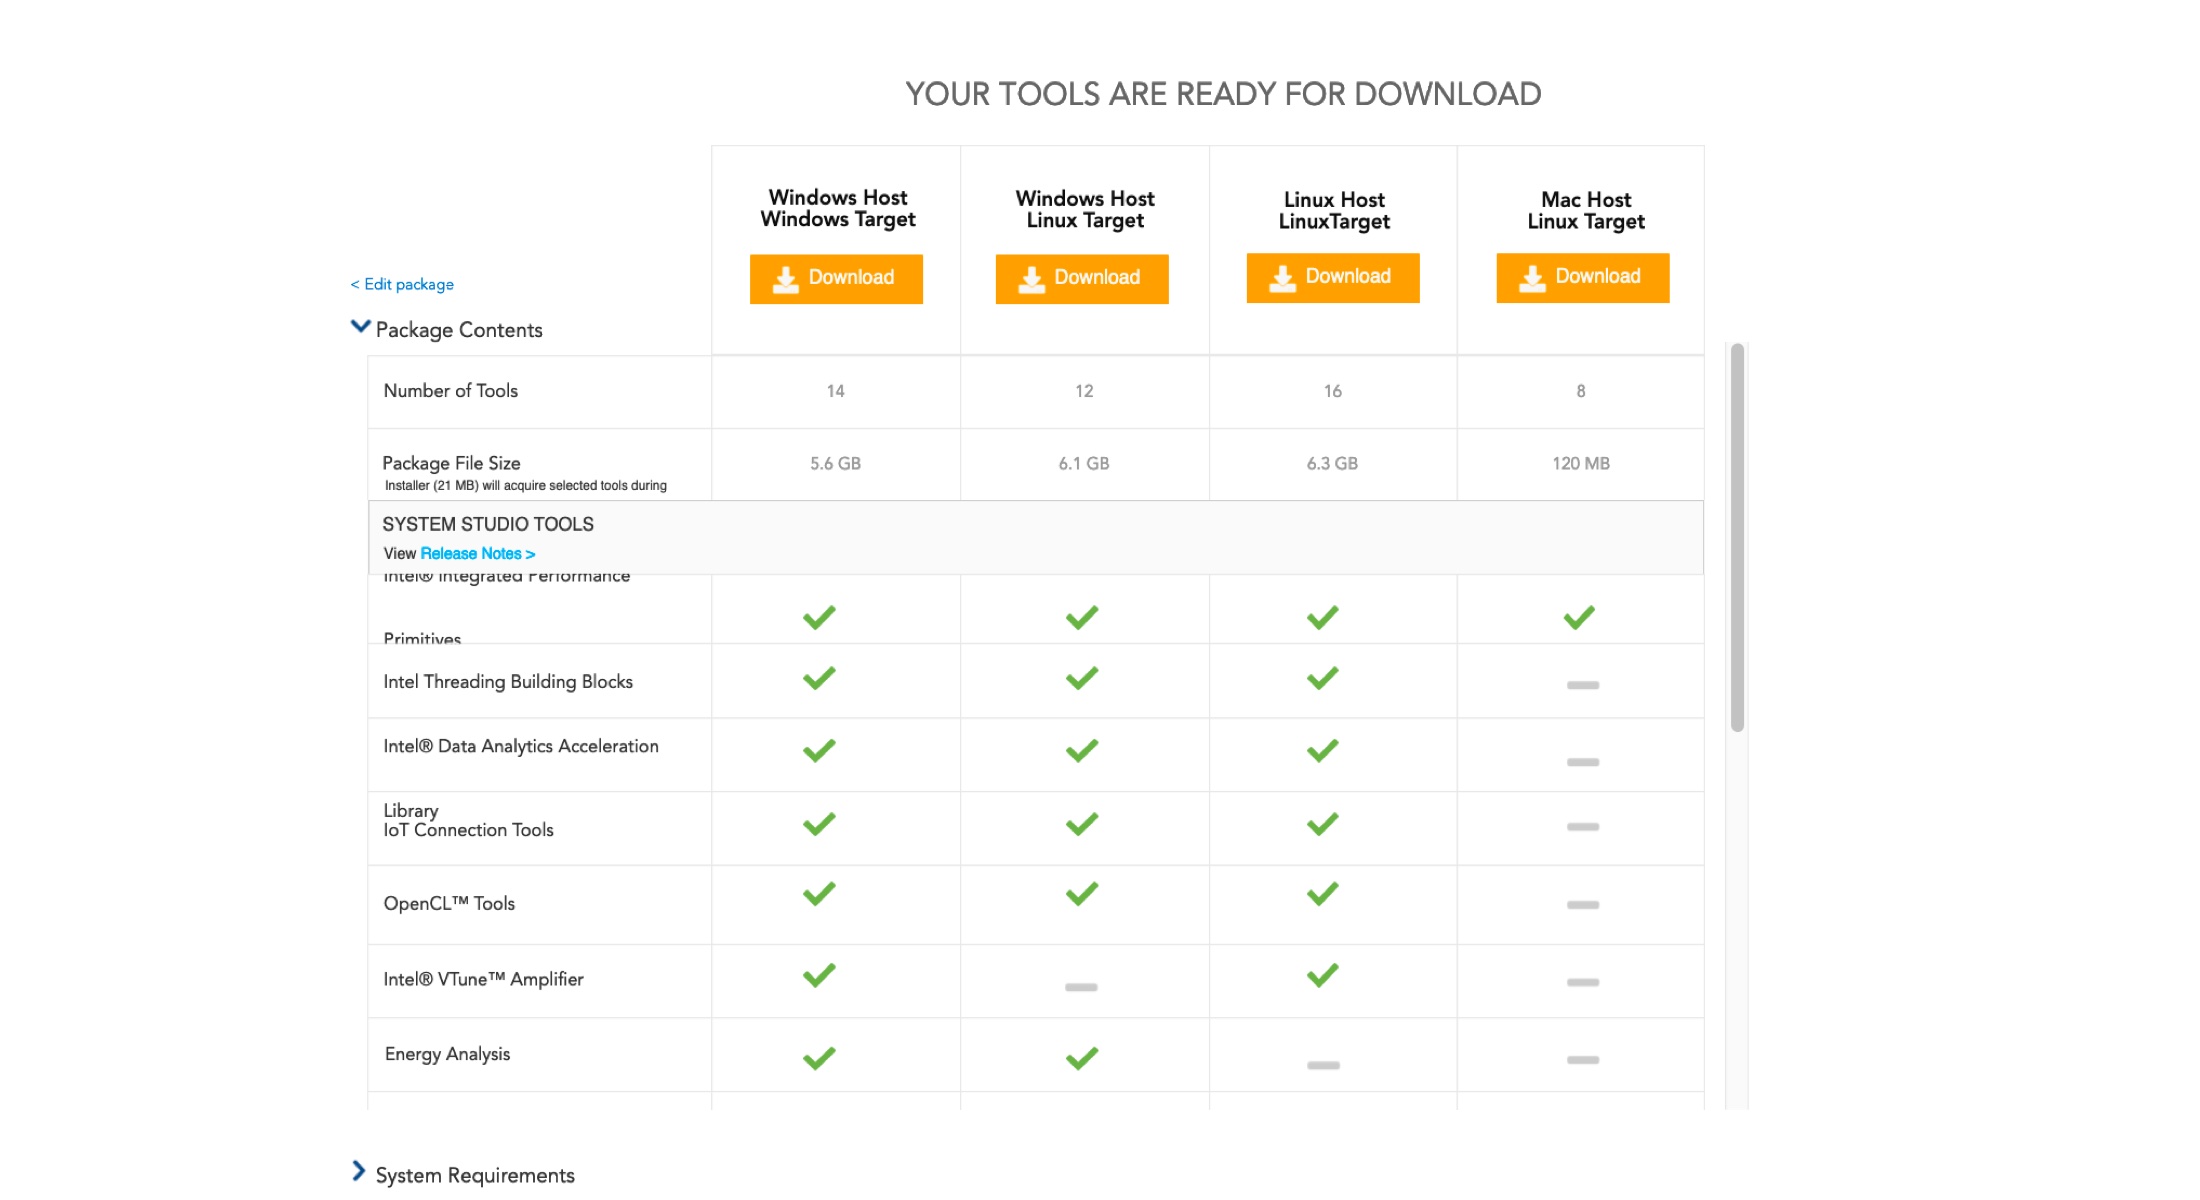 YOUR TOOLS ARE READY FOR DOWNLOAD
Windows Host
Windows Target
Windows Host
Linux Target
Linux Host
LinuxTarget
Mac Host
Linux Target
Download
Download
Download
Download
< Edit package
Package Contents
Number of Tools 14 12 16 8
Package File Size 5.6 GB 6.1 GB 6.3 GB 120 MB
Installer (21 MB) will acquire selected tools during
SYSTEM STUDIO TOOLS
View Release Notes >
Intel® Integrated Performance
Primitives
Intel Threading Building Blocks
Intel® Data Analytics Acceleration
Library
IoT Connection Tools
OpenCL™ Tools
Intel® VTune™ Amplifier
Energy Analysis
System Requirements